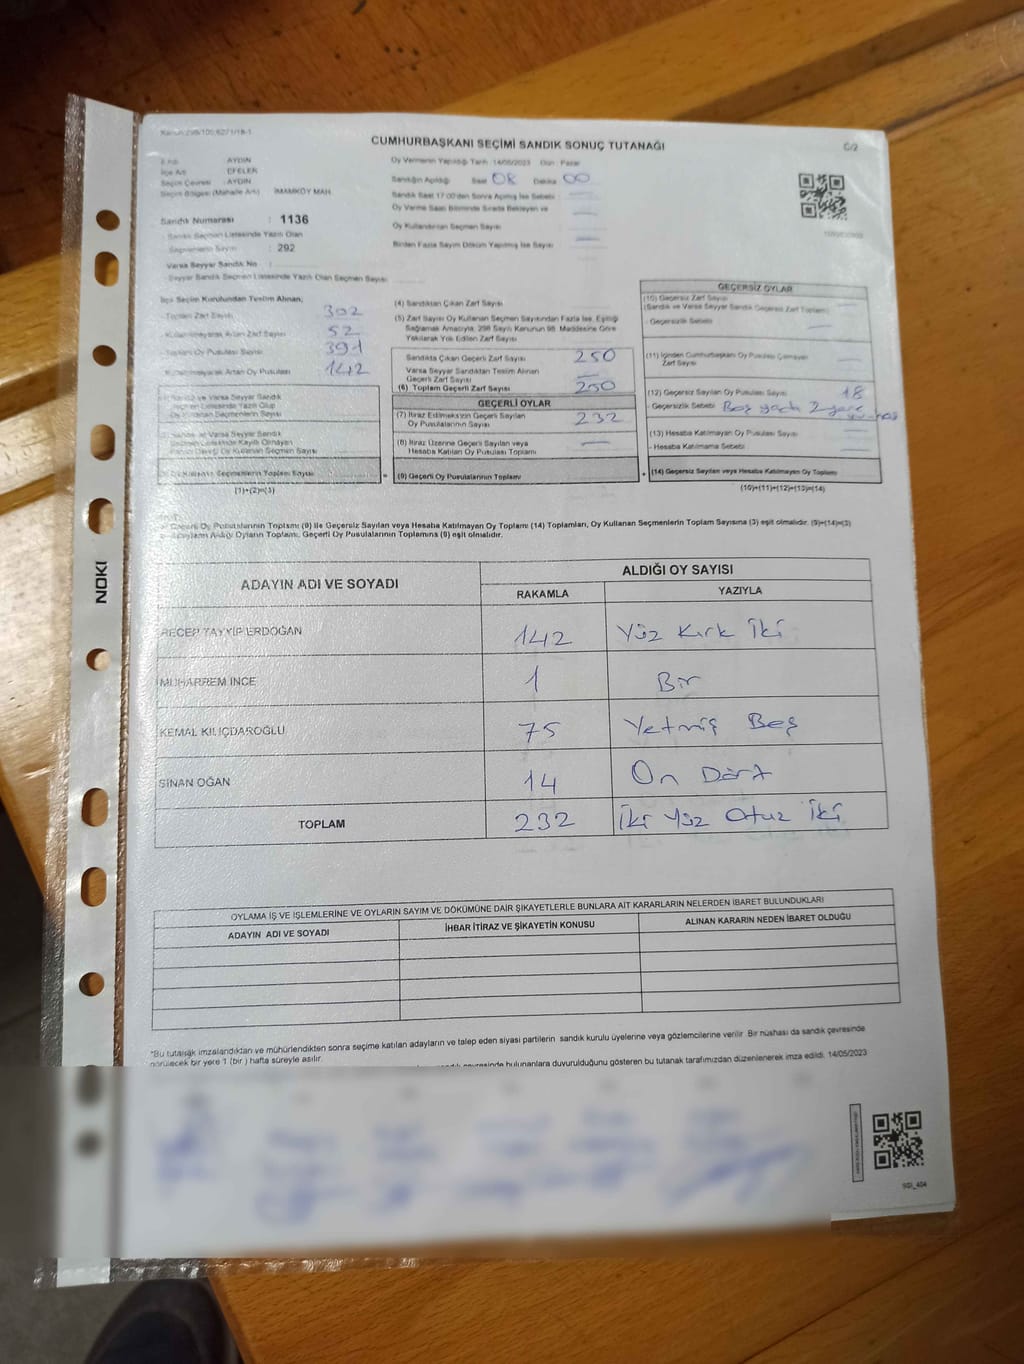 Kanun:298/105,6271/18-1
CUMHURBAŞKANI SEÇİMİ SANDIK SONUÇ TUTANAĞI
C/2
İli Adı : AYDIN
İlçe Adı : EFELER
Seçim Çevresi : AYDIN
Seçim Bölgesi (Mahalle Adı) : İMAMKÖY MAH.
Sandık Numarası : 1136
Sandık Seçmen Listesinde Yazılı Olan
Seçmenlerin Sayısı : 292
Varsa Seyyar Sandık No :
Seyyar Sandık Seçmen Listesinde Yazılı Olan Seçmen Sayısı
Oy Vermenin Yapıldığı Tarih : 14/05/2023 Gün : Pazar
Sandığın Açıldığı Saat 08 Dakika 00
Sandık Saat 17:00'den Sonra Açılmış İse Sebebi
Oy Verme Saati Bitiminde Sırada Bekleyen ve
Oy Kullandırılan Seçmen Sayısı
Birden Fazla Sayım Döküm Yapılmış İse Sayısı
İlçe Seçim Kurulundan Teslim Alınan;
Toplam Zarf Sayısı 302
Kullanılmayarak Artan Zarf Sayısı 52
Toplam Oy Pusulası Sayısı 391
Kullanılmayarak Artan Oy Pusulası 142
Sandık ve Varsa Seyyar Sandık
Seçmen Listesinde Yazılı Olup
Oy Kullanan Seçmenlerin Sayısı
Sandık ve Varsa Seyyar Sandık
Seçmen Listesinde Kayıtlı Olmayan
Oy Kullanan Seçmen Sayısı
Oy Kullanan Seçmenlerin Toplam Sayısı =
(1)+(2)=(3)
(4) Sandıktan Çıkan Zarf Sayısı
(5) Zarf Sayısı Oy Kullanan Seçmen Sayısından Fazla İse, Eşitliği
Sağlamak Amacıyla, 298 Sayılı Kanunun 98. Maddesine Göre
Yakılarak Yok Edilen Zarf Sayısı
Sandıkta Çıkan Geçerli Zarf Sayısı 250
Varsa Seyyar Sandıktan Teslim Alınan
Geçerli Zarf Sayısı
(6) Toplam Geçerli Zarf Sayısı 250
GEÇERLİ OYLAR
(7) İtiraz Edilmeksizin Geçerli Sayılan
Oy Pusulalarının Sayısı 232
(8) İtiraz Üzerine Geçerli Sayılan veya
Hesaba Katılan Oy Pusulası Toplamı
(9) Geçerli Oy Pusulalarının Toplamı +
GEÇERSİZ OYLAR
(10) Geçersiz Zarf Sayısı
(Sandık ve Varsa Seyyar Sandık Geçersiz Zarf Toplamı)
- Geçersizlik Sebebi
(11) İçinden Cumhurbaşkanı Oy Pusulası Çıkmayan
Zarf Sayısı
(12) Geçersiz Sayılan Oy Pusulası Sayısı 18
- Geçersizlik Sebebi Boş yada 2 yere
(13) Hesaba Katılmayan Oy Pusulası Sayısı
- Hesaba Katılmama Sebebi
(14) Geçersiz Sayılan veya Hesaba Katılmayan Oy Toplamı
(10)+(11)+(12)+(13)=(14)
Geçerli Oy Pusulalarının Toplamı (9) ile Geçersiz Sayılan veya Hesaba Katılmayan Oy Toplamı (14) Toplamları, Oy Kullanan Seçmenlerin Toplam Sayısına (3) eşit olmalıdır. (9)+(14)=(3)
Adayların Aldığı Oyların Toplamı, Geçerli Oy Pusulalarının Toplamına (9) eşit olmalıdır.
NOKI
ADAYIN ADI VE SOYADI
ALDIĞI OY SAYISI
RAKAMLA YAZIYLA
RECEP TAYYİP ERDOĞAN 142 Yüz Kırk İki
MUHARREM İNCE 1 Bir
KEMAL KILIÇDAROĞLU 75 Yetmiş Beş
SİNAN OĞAN 14 On Dört
TOPLAM 232 İki Yüz Otuz İki
OYLAMA İŞ VE İŞLEMLERİNE VE OYLARIN SAYIM VE DÖKÜMÜNE DAİR ŞİKAYETLERLE BUNLARA AİT KARARLARIN NELERDEN İBARET BULUNDUKLARI
ADAYIN ADI VE SOYADI İHBAR İTİRAZ VE ŞİKAYETİN KONUSU ALINAN KARARIN NEDEN İBARET OLDUĞU
"Bu tutanak imzalandıktan ve mühürlendikten sonra seçime katılan adayların ve talep eden siyasi partilerin sandık kurulu üyelerine veya gözlemcilerine verilir. Bir nüshası da sandık çevresinde
görülecek bir yere 1 (bir) hafta süreyle asılır.
bulunanlara duyurulduğunu gösteren bu tutanak tarafımızdan düzenlenerek imza edildi. 14/05/2023
SGI_404